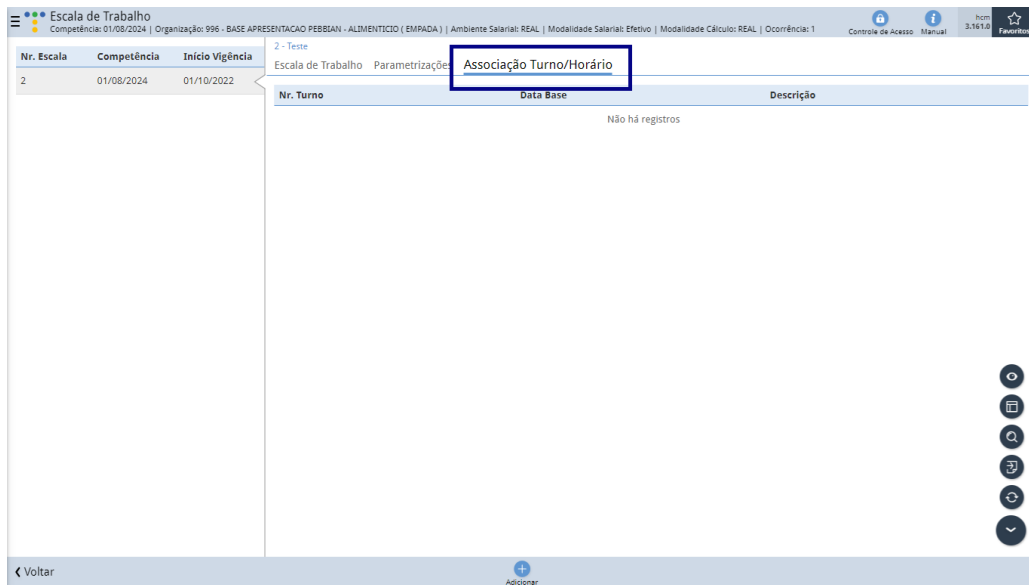 Escala de Trabalho
Competência: 01/08/2024 | Organização: 996 - BASE APRESENTACAO PEBBIAN - ALIMENTICIO ( EMPADA ) | Ambiente Salarial: REAL | Modalidade Salarial: Efetivo | Modalidade Cálculo: REAL | Ocorrência: 1
Controle de Acesso
Manual
hcm
3.161.0
Favoritos
Nr. Escala Competência Início Vigência
2 01/08/2024 01/10/2022
2 - Teste
Escala de Trabalho Parametrizações Associação Turno/Horário
Nr. Turno Data Base Descrição
Não há registros
Voltar
Adicionar